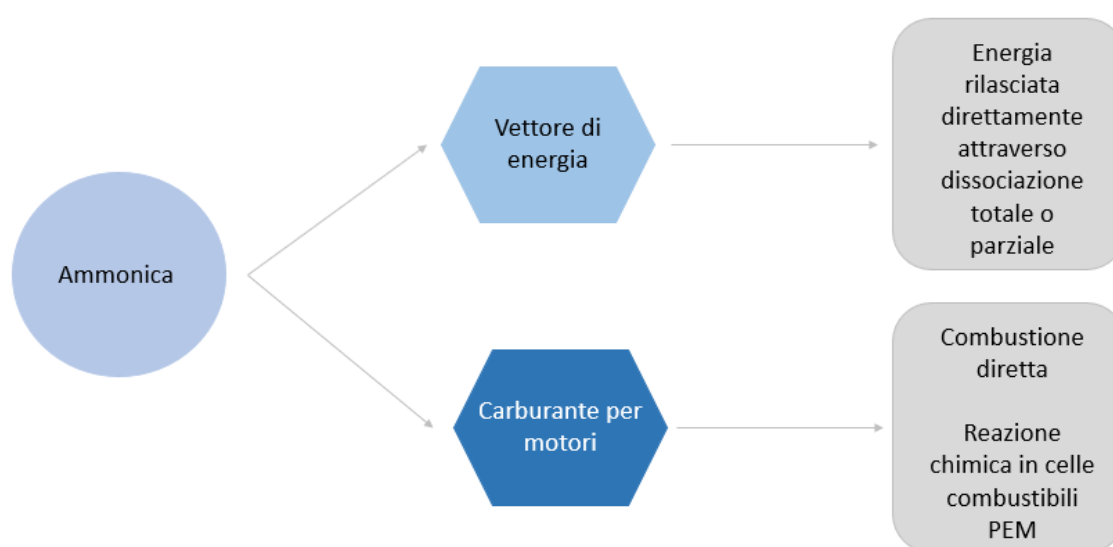 Ammonica
Vettore di
energia
Energia
rilasciata
direttamente
attraverso
dissociazione
totale o
parziale
Carburante per
motori
Combustione
diretta
Reazione
chimica in celle
combustibili
PEM